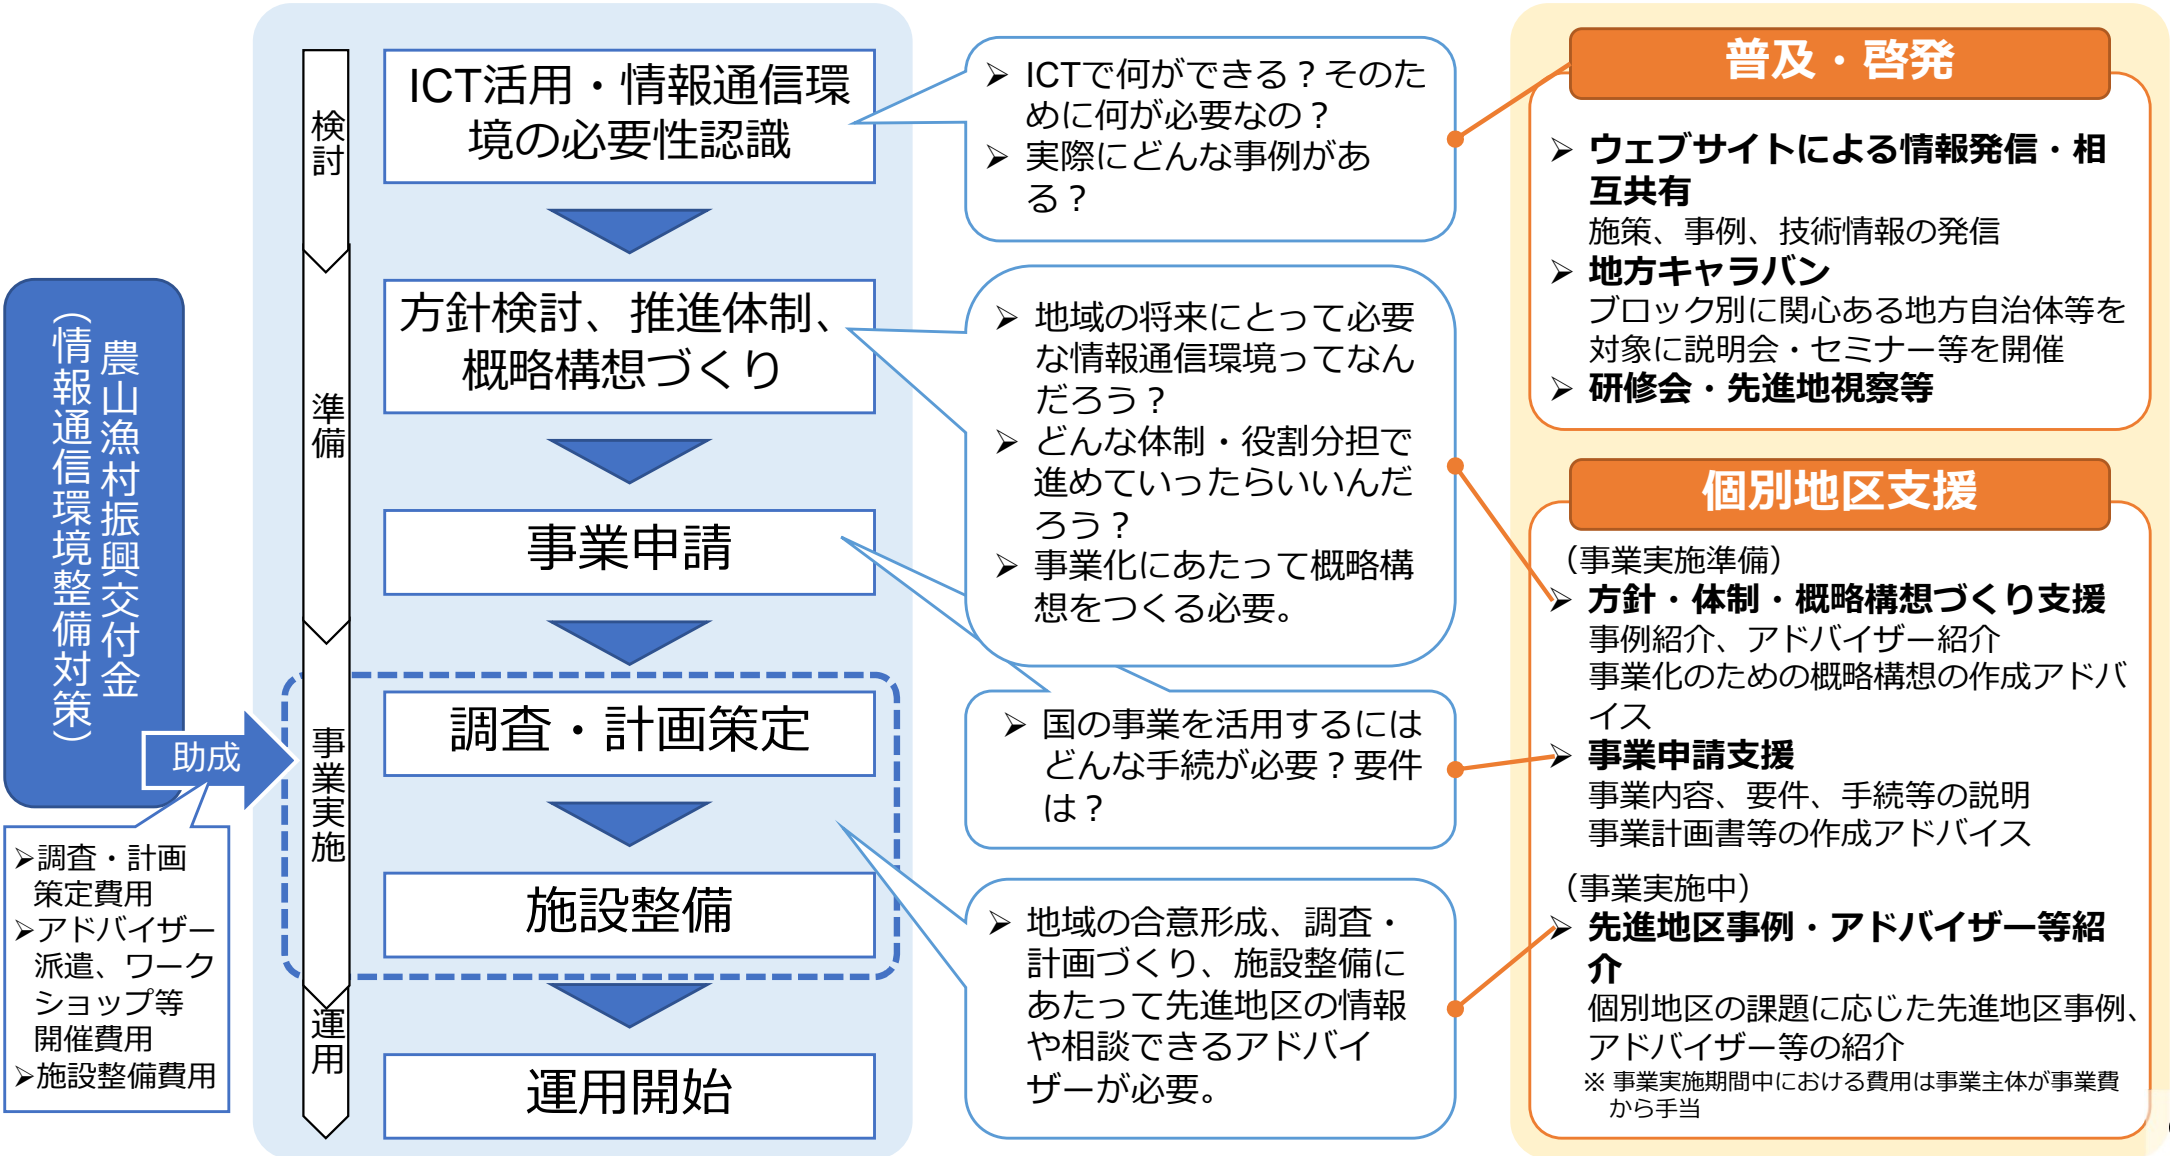 農山漁村振興交付金
（情報通信環境整備対策）
助成
➢調査・計画
策定費用
➢アドバイザー
派遣、ワーク
ショップ等
開催費用
➢施設整備費用
検討
準備
事業実施
運用
ICT活用・情報通信環
境の必要性認識
方針検討、推進体制、
概略構想づくり
事業申請
調査・計画策定
施設整備
運用開始
➢ ICTで何ができる？そのた
めに何が必要なの？
➢ 実際にどんな事例があ
る？
➢ 地域の将来にとって必要
な情報通信環境ってなん
だろう？
➢ どんな体制・役割分担で
進めていったらいいんだ
ろう？
➢ 事業化にあたって概略構
想をつくる必要。
➢ 国の事業を活用するには
どんな手続が必要？要件
は？
➢ 地域の合意形成、調査・
計画づくり、施設整備に
あたって先進地区の情報
や相談できるアドバイ
ザーが必要。
普及・啓発
➢ ウェブサイトによる情報発信・相
互共有
施策、事例、技術情報の発信
➢ 地方キャラバン
ブロック別に関心ある地方自治体等を
対象に説明会・セミナー等を開催
➢ 研修会・先進地視察等
個別地区支援
（事業実施準備）
➢ 方針・体制・概略構想づくり支援
事例紹介、アドバイザー紹介
事業化のための概略構想の作成アドバ
イス
➢ 事業申請支援
事業内容、要件、手続等の説明
事業計画書等の作成アドバイス
（事業実施中）
➢ 先進地区事例・アドバイザー等紹
介
個別地区の課題に応じた先進地区事例、
アドバイザー等の紹介
※ 事業実施期間中における費用は事業主体が事業費
から手当